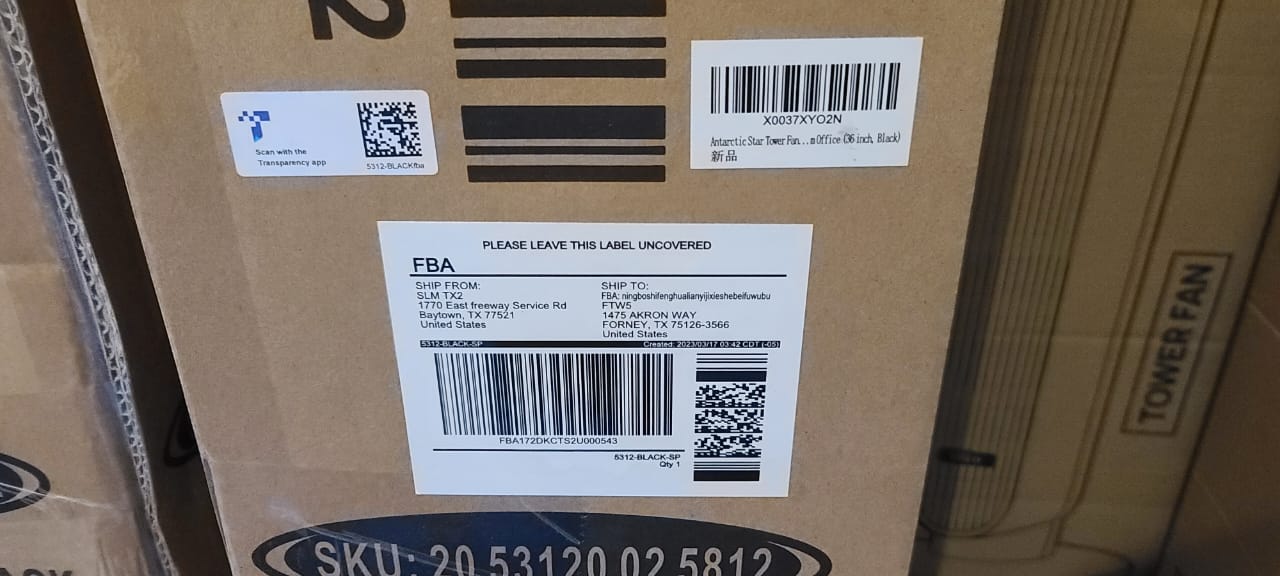 2
Scan with the
Transparency app
5312-BLACKfba
X0037XYO2N
Antarctic Star Tower Fan...m Office (36 inch, Black)
新品
PLEASE LEAVE THIS LABEL UNCOVERED
FBA
SHIP FROM:
SLM TX2
1770 East freeway Service Rd
Baytown, TX 77521
United States
SHIP TO:
FBA: ningboshifenghualianyijixieshebeifuwubu
FTW5
1475 AKRON WAY
FORNEY, TX 75126-3566
United States
5312-BLACK-SP
Created: 2023/03/17 03:42 CDT (-05)
FBA172DKCTS2U000543
5312-BLACK-SP
Qty 1
SKU: 20.53120.02.5812
TOWER FAN